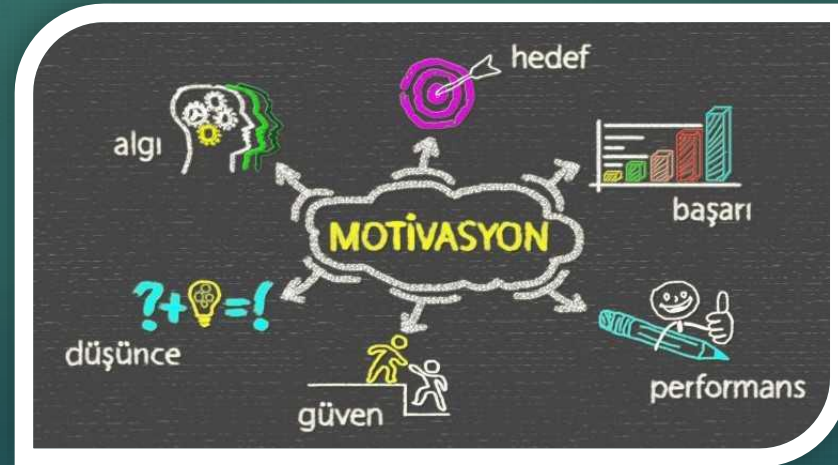 hedef
algı
başarı
MOTİVASYON
?+=!
düşünce
güven
performans